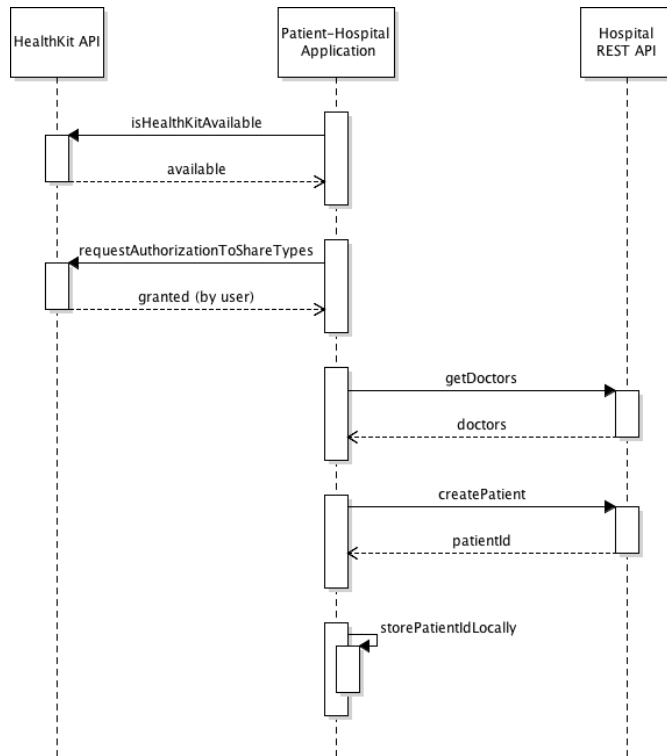 HealthKit API
Patient-Hospital
Application
Hospital
REST API
isHealthKitAvailable
available
requestAuthorizationToShareTypes
granted (by user)
getDoctors
doctors
createPatient
patientId
storePatientIdLocally